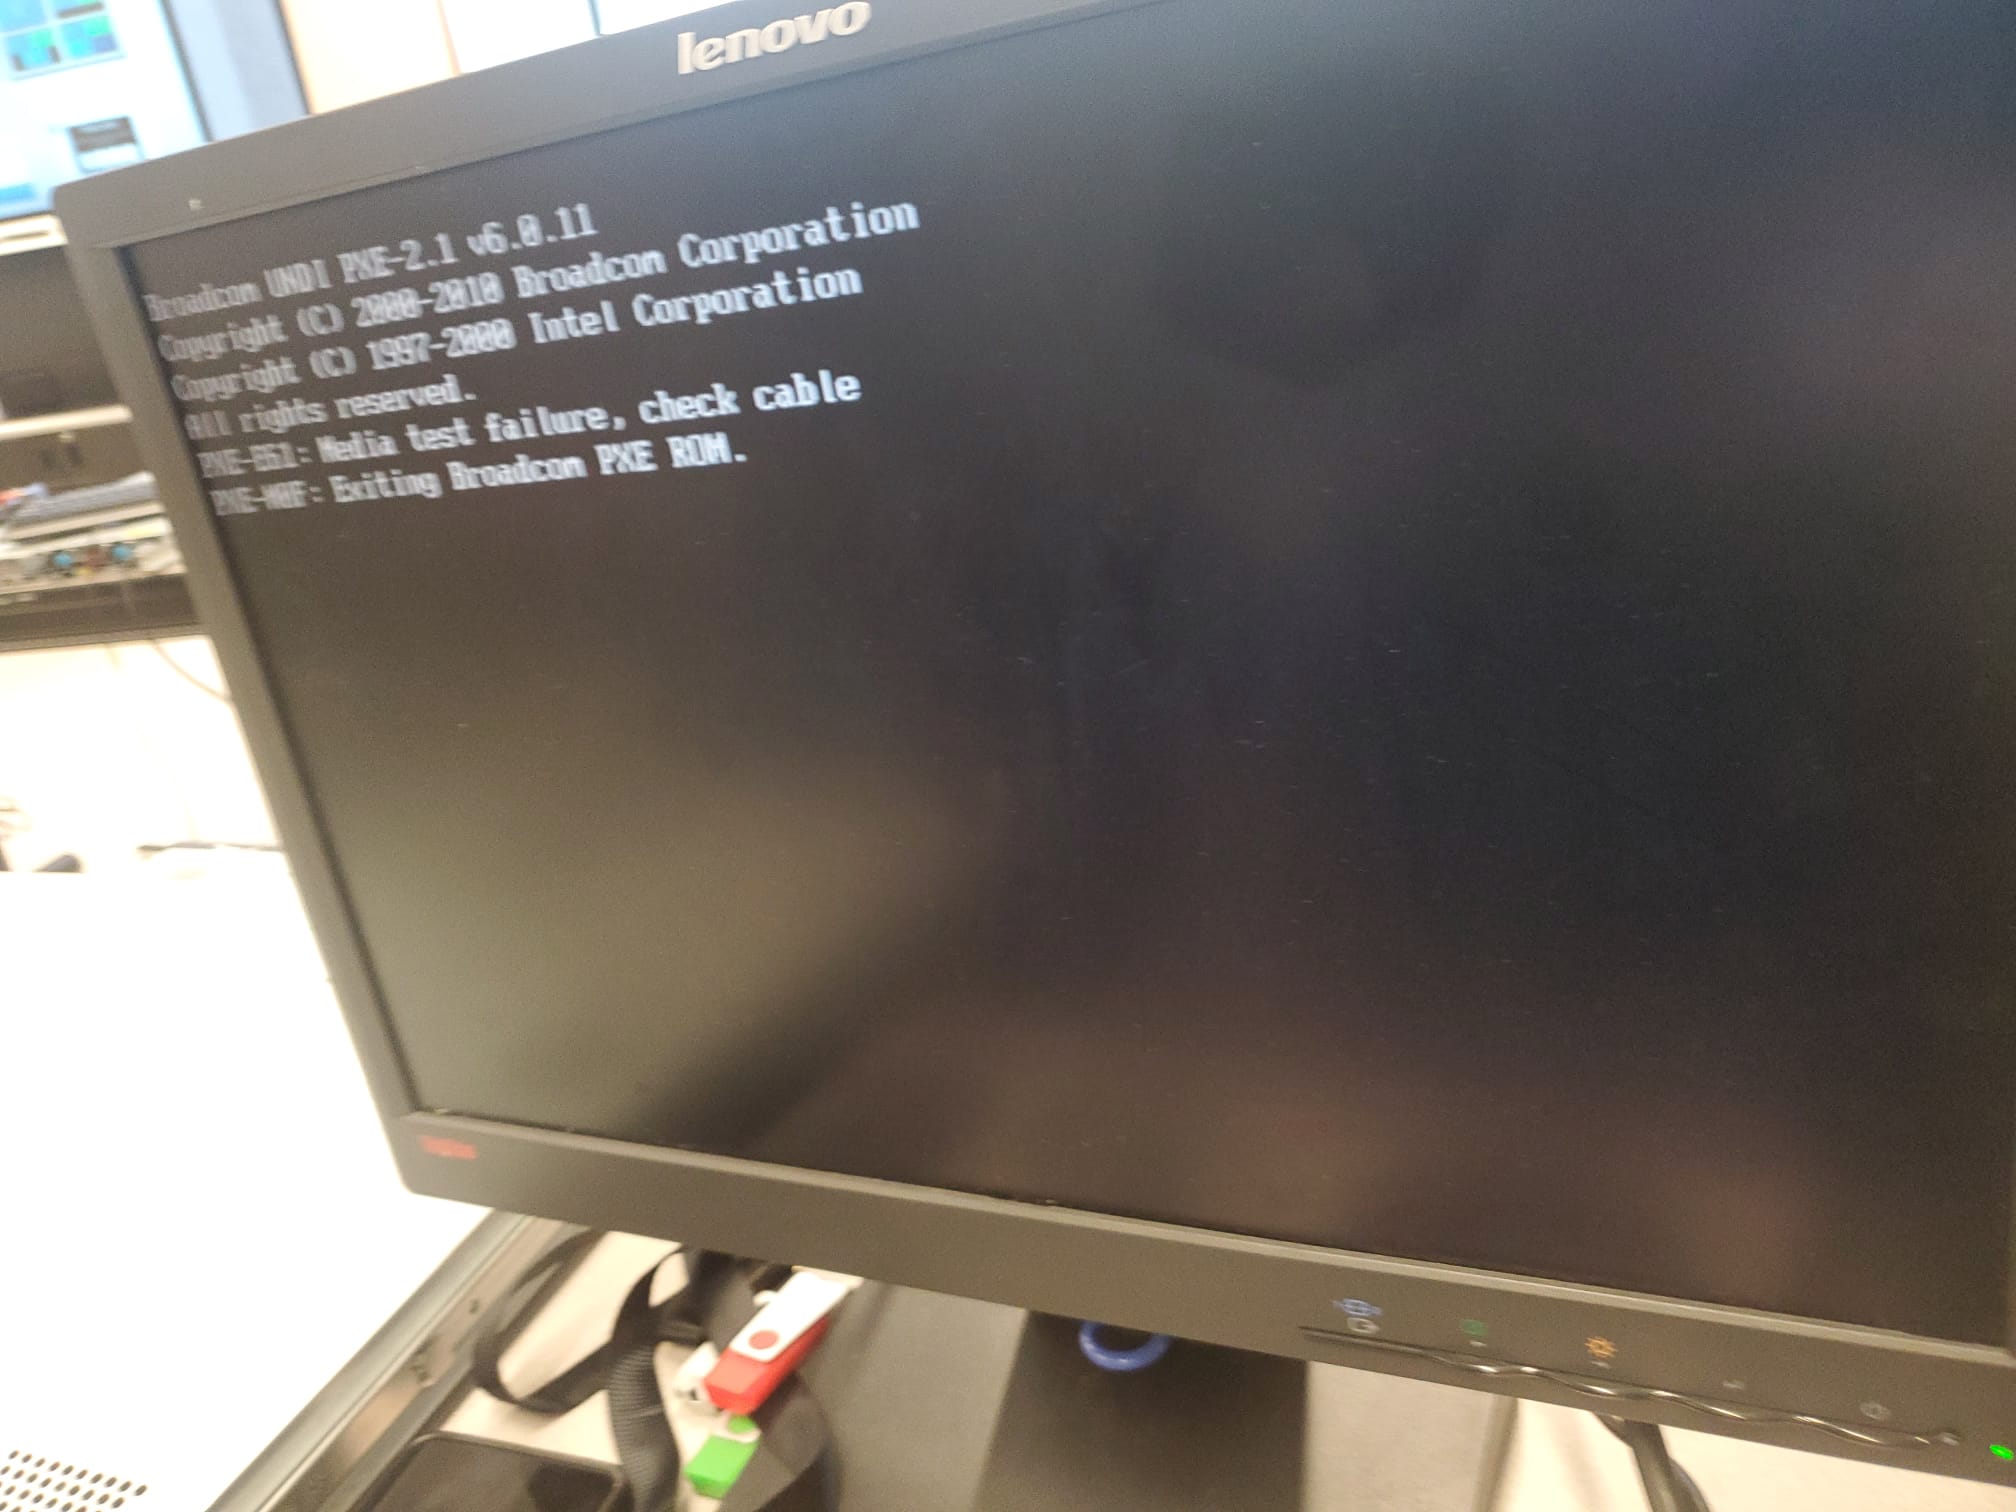 lenovo
Broadcom UNDI PXE-2.1 v6.0.11
Copyright (C) 2000-2010 Broadcom Corporation
Copyright (C) 1997-2000 Intel Corporation
All rights reserved.
PXE-E61: Media test failure, check cable
PXE-M0F: Exiting Broadcom PXE ROM.